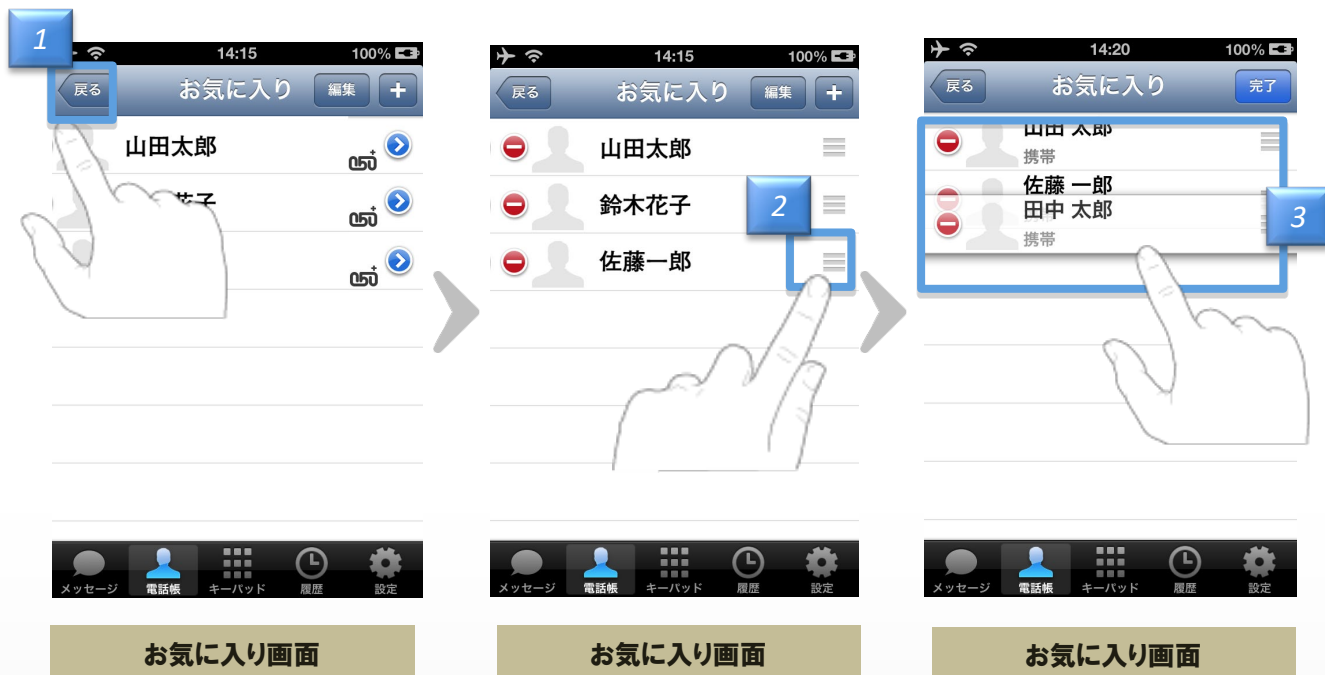 1
14:15
100%
戻る
お気に入り
編集
+
山田太郎
050+
花子
050+
050+
メッセージ
電話帳
キーパッド
履歴
設定
お気に入り画面
14:15
100%
戻る
お気に入り
編集
+
山田太郎
鈴木花子
2
佐藤一郎
メッセージ
電話帳
キーパッド
履歴
設定
お気に入り画面
14:20
100%
戻る
お気に入り
完了
山田 太郎
携帯
佐藤 一郎
田中 太郎
3
携帯
メッセージ
電話帳
キーパッド
履歴
設定
お気に入り画面